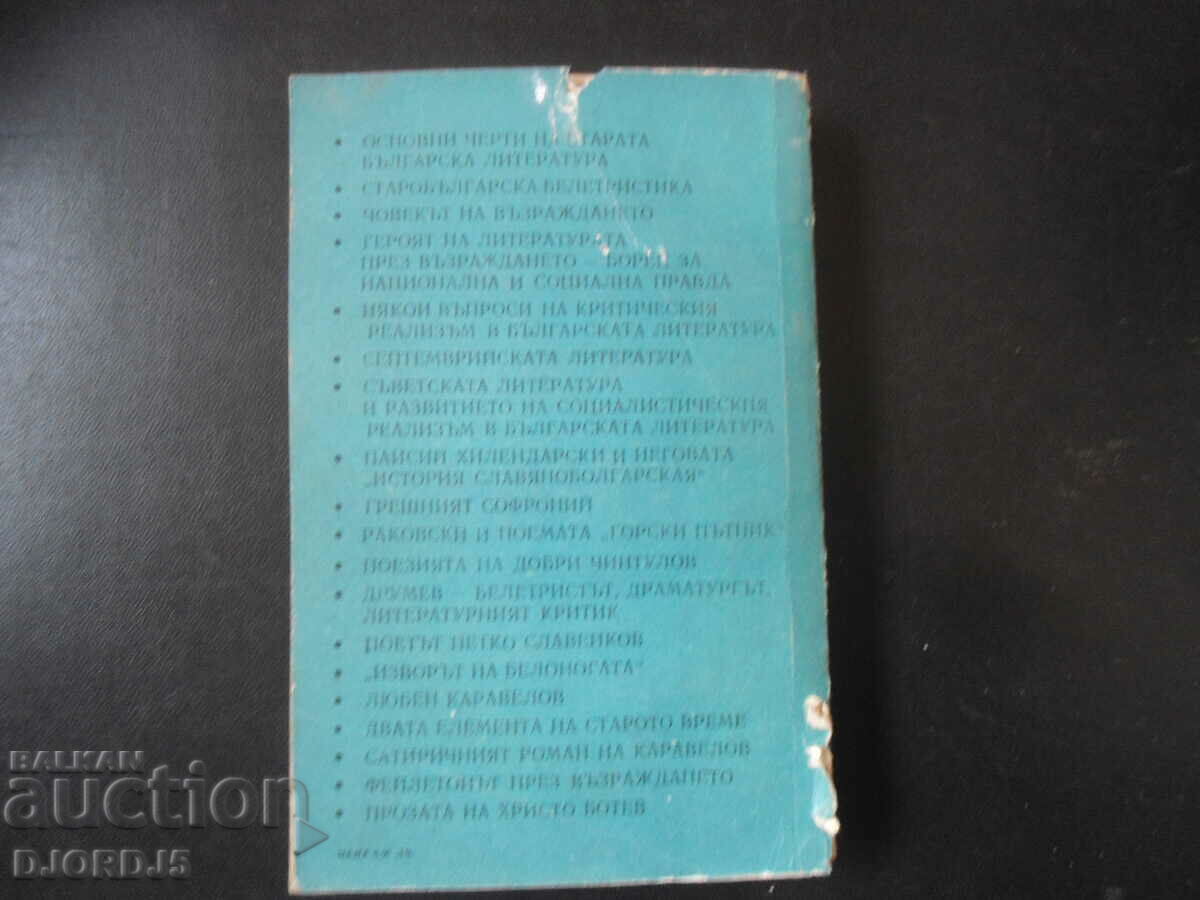 • ОСНОВНИ ЧЕРТИ НА СТАРАТА
БЪЛГАРСКА ЛИТЕРАТУРА
• СТАРОБЪЛГАРСКА БЕЛЕТРИСТИКА
• ЧОВЕКЪТ НА ВЪЗРАЖДАНЕТО
• ГЕРОЯТ НА ЛИТЕРАТУРАТА
ПРЕЗ ВЪЗРАЖДАНЕТО – БОРЕЦ ЗА
НАЦИОНАЛНА И СОЦИАЛНА ПРАВДА
• НЯКОИ ВЪПРОСИ НА КРИТИЧЕСКИЯ
РЕАЛИЗЪМ В БЪЛГАРСКАТА ЛИТЕРАТУРА
• СЕПТЕМВРИЙСКАТА ЛИТЕРАТУРА
• СЪВЕТСКАТА ЛИТЕРАТУРА
И РАЗВИТИЕТО НА СОЦИАЛИСТИЧЕСКИЯ
РЕАЛИЗЪМ В БЪЛГАРСКАТА ЛИТЕРАТУРА
• ПАИСИЙ ХИЛЕНДАРСКИ И НЕГОВАТА
„ИСТОРИЯ СЛАВЯНОБОЛГАРСКАЯ"
• ГРЕШНИЯТ СОФРОНИЙ
• РАКОВСКИ И ПОЕМАТА „ГОРСКИ ПЪТНИК"
• ПОЕЗИЯТА НА ДОБРИ ЧИНТУЛОВ
• ДРУМЕВ – БЕЛЕТРИСТЪТ, ДРАМАТУРГЪТ,
ЛИТЕРАТУРНИЯТ КРИТИК
• ПОЕТЪТ ПЕТКО СЛАВЕЙКОВ
• „ИЗВОРЪТ НА БЕЛОНОГАТА"
• ЛЮБЕН КАРАВЕЛОВ
• ДВАТА ЕЛЕМЕНТА НА СТАРОТО ВРЕМЕ
• САТИРИЧНИЯТ РОМАН НА КАРАВЕЛОВ
• ФЕЙЛЕТОНЪТ ПРЕЗ ВЪЗРАЖДАНЕТО
• ПРОЗАТА НА ХРИСТО БОТЕВ
BALKAN
auction
DJORD_J5